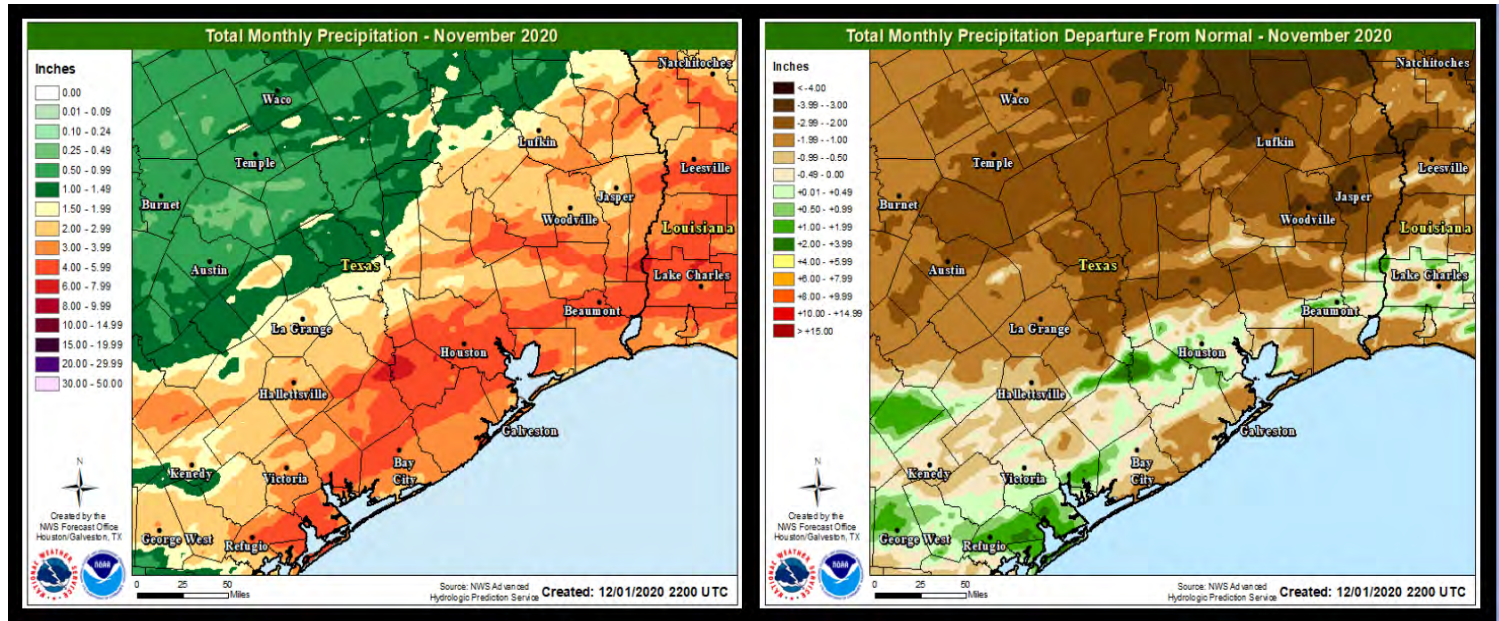 Total Monthly Precipitation - November 2020
Inches
0.00
0.01 - 0.09
0.10 - 0.24
0.25 - 0.49
0.50 - 0.99
1.00 - 1.49
1.50 - 1.99
2.00 - 2.99
3.00 - 3.99
4.00 - 5.99
6.00 - 7.99
8.00 - 9.99
10.00 - 14.99
15.00 - 19.99
20.00 - 29.99
30.00 - 50.00
Natchitoches
Waco
Lufkin
Temple
Leesville
Burnet
Jasper
Woodville
Louisiana
Austin
Texas
Lake Charles
La Grange
Beaumont
Houston
Hallettsville
Galveston
Kenedy
Victoria
Bay
City
George West
Refugio
N
Created by the
NWS Forecast Office
Houston/Galveston, TX
NATIONAL WEATHER SERVICE
NOAA
0 25 50
Miles
Source: NWS Advanced
Hydrologic Prediction Service
Created: 12/01/2020 2200 UTC
Total Monthly Precipitation Departure From Normal - November 2020
Inches
< -4.00
-3.99 - -3.00
-2.99 - -2.00
-1.99 - -1.00
-0.99 - -0.50
-0.49 - 0.00
+0.01 - +0.49
+0.50 - +0.99
+1.00 - +1.99
+2.00 - +3.99
+4.00 - +5.99
+6.00 - +7.99
+8.00 - +9.99
+10.00 - +14.99
> +15.00
Natchitoches
Waco
Lufkin
Temple
Leesville
Burnet
Jasper
Woodville
Louisiana
Austin
Texas
Lake Charles
La Grange
Beaumont
Houston
Hallettsville
Galveston
Kenedy
Victoria
Bay
City
George West
Refugio
N
Created by the
NWS Forecast Office
Houston/Galveston, TX
NATIONAL WEATHER SERVICE
NOAA
0 25 50
Miles
Source: NWS Advanced
Hydrologic Prediction Service
Created: 12/01/2020 2200 UTC